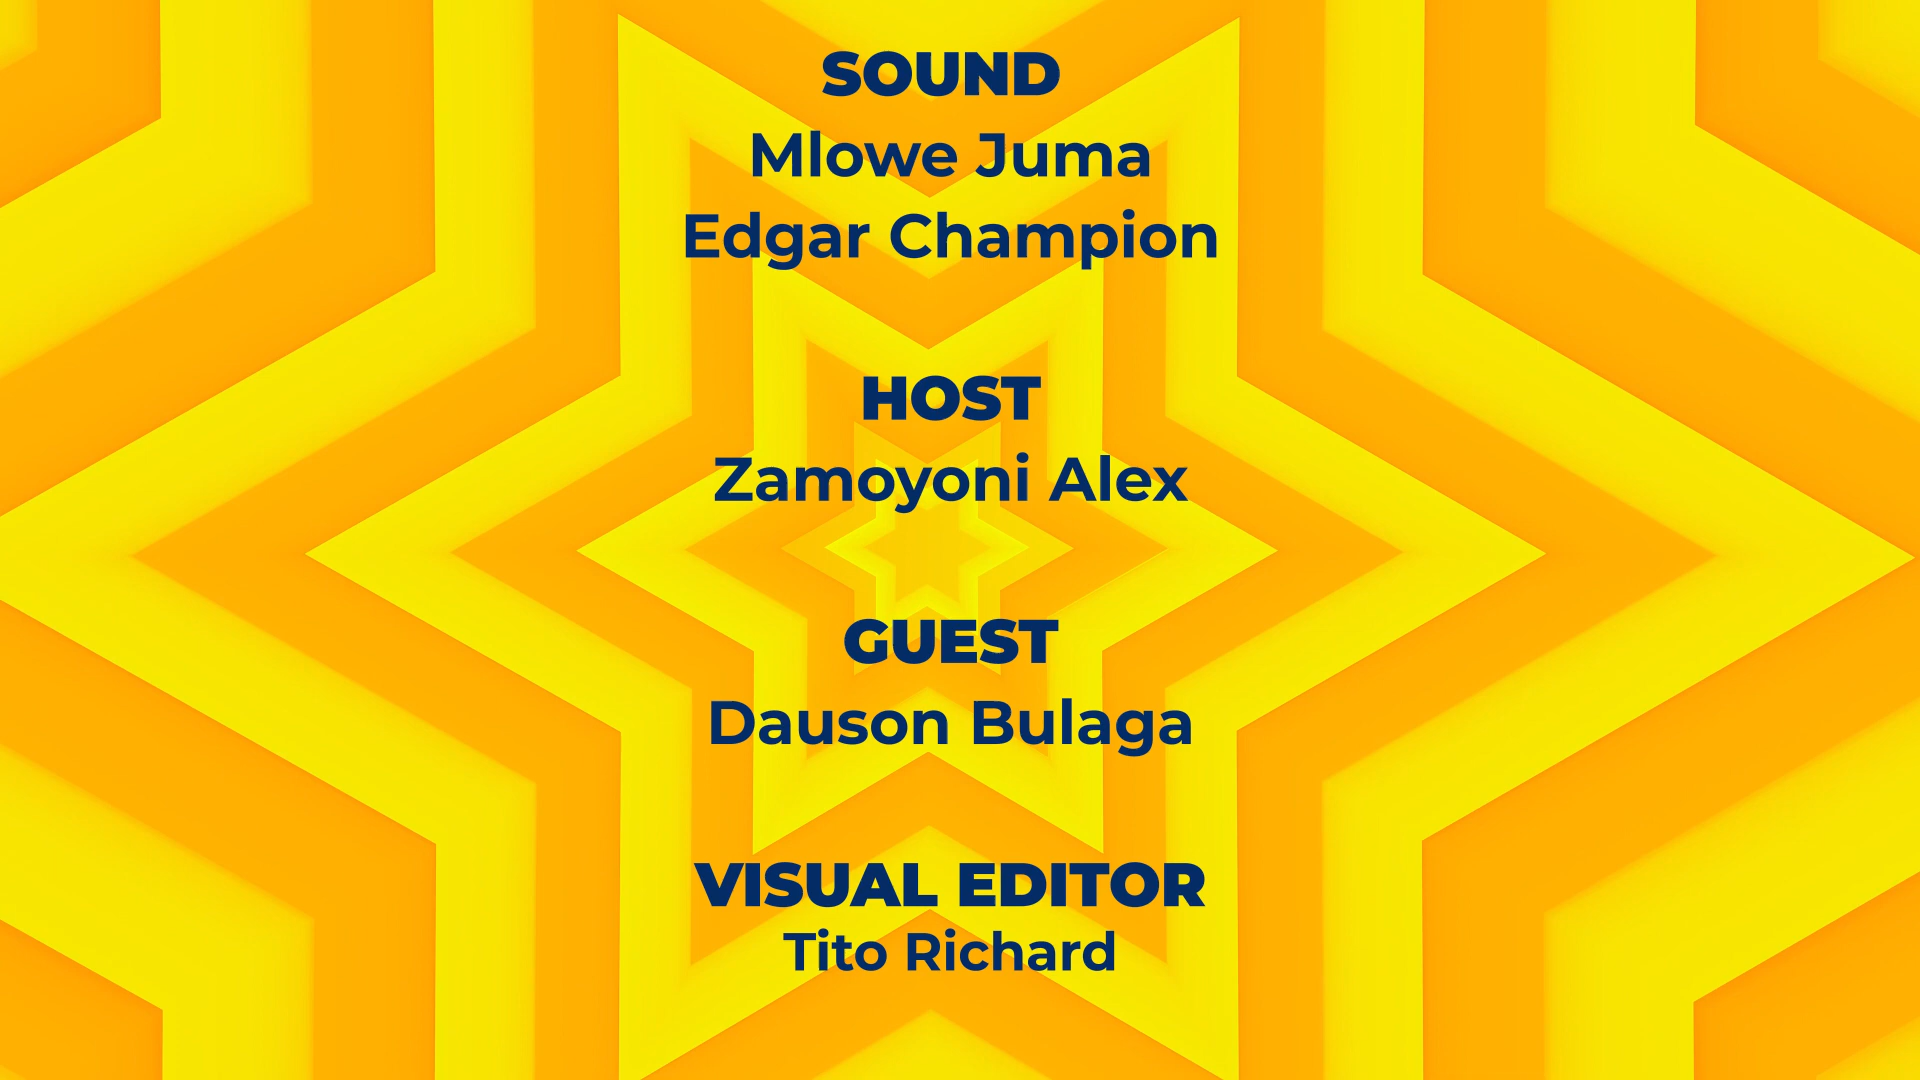 SOUND
Mlowe Juma
Edgar Champion
HOST
Zamoyoni Alex
GUEST
Dauson Bulaga
VISUAL EDITOR
Tito Richard